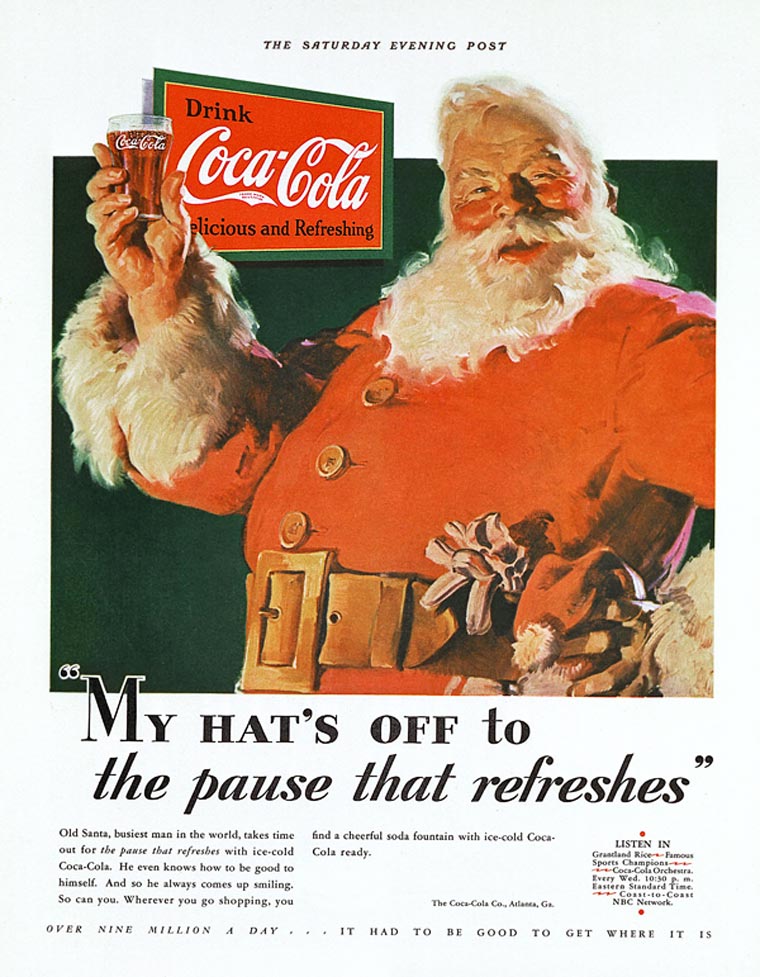 THE SATURDAY EVENING POST
Drink
Coca-Cola
elicious and Refreshing
Coca-Cola
"MY HAT'S OFF to
the pause that refreshes"
Old Santa, busiest man in the world, takes time
out for the pause that refreshes with ice-cold
Coca-Cola. He even knows how to be good to
himself. And so he always comes up smiling.
So can you. Wherever you go shopping, you
find a cheerful soda fountain with ice-cold Coca-
Cola ready.
The Coca-Cola Co., Atlanta, Ga.
LISTEN IN
Grantland Rice Famous
Sports Champions
Coca-Cola Orchestra.
Every Wed. 10:30 p. m.
Eastern Standard Time.
Coast-to-Coast
NBC Network.
OVER NINE MILLION A DAY . . . IT HAD TO BE GOOD TO GET WHERE IT IS